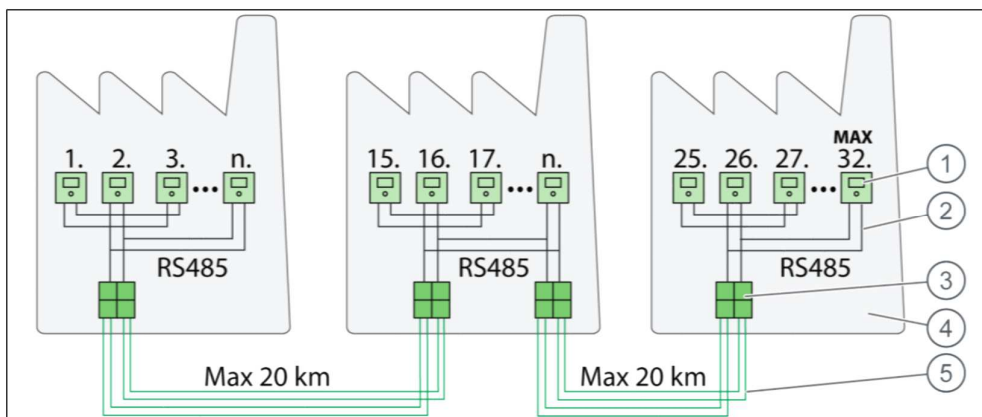 1. 2. 3. n.
15. 16. 17. n.
MAX
25. 26. 27. 32.
1
2
RS485
RS485
RS485
3
4
Max 20 km
Max 20 km
5